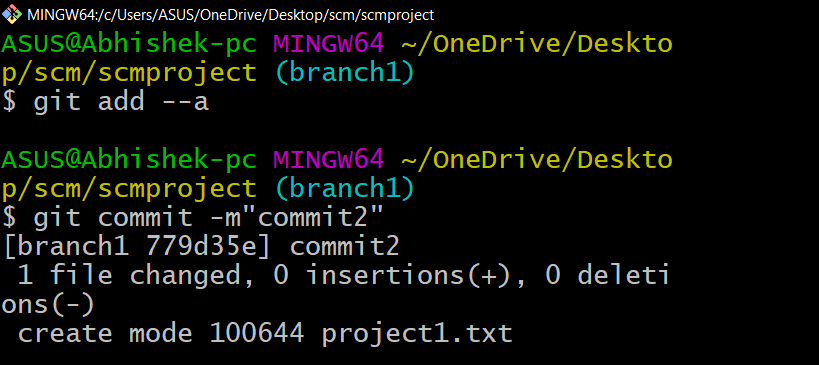 MINGW64:/c/Users/ASUS/OneDrive/Desktop/scm/scmproject
ASUS@Abhishek-pc MINGW64 ~/OneDrive/Deskto
p/scm/scmproject (branch1)
$ git add --a
ASUS@Abhishek-pc MINGW64 ~/OneDrive/Deskto
p/scm/scmproject (branch1)
$ git commit -m"commit2"
[branch1 779d35e] commit2
 1 file changed, 0 insertions(+), 0 deleti
ons(-)
 create mode 100644 project1.txt